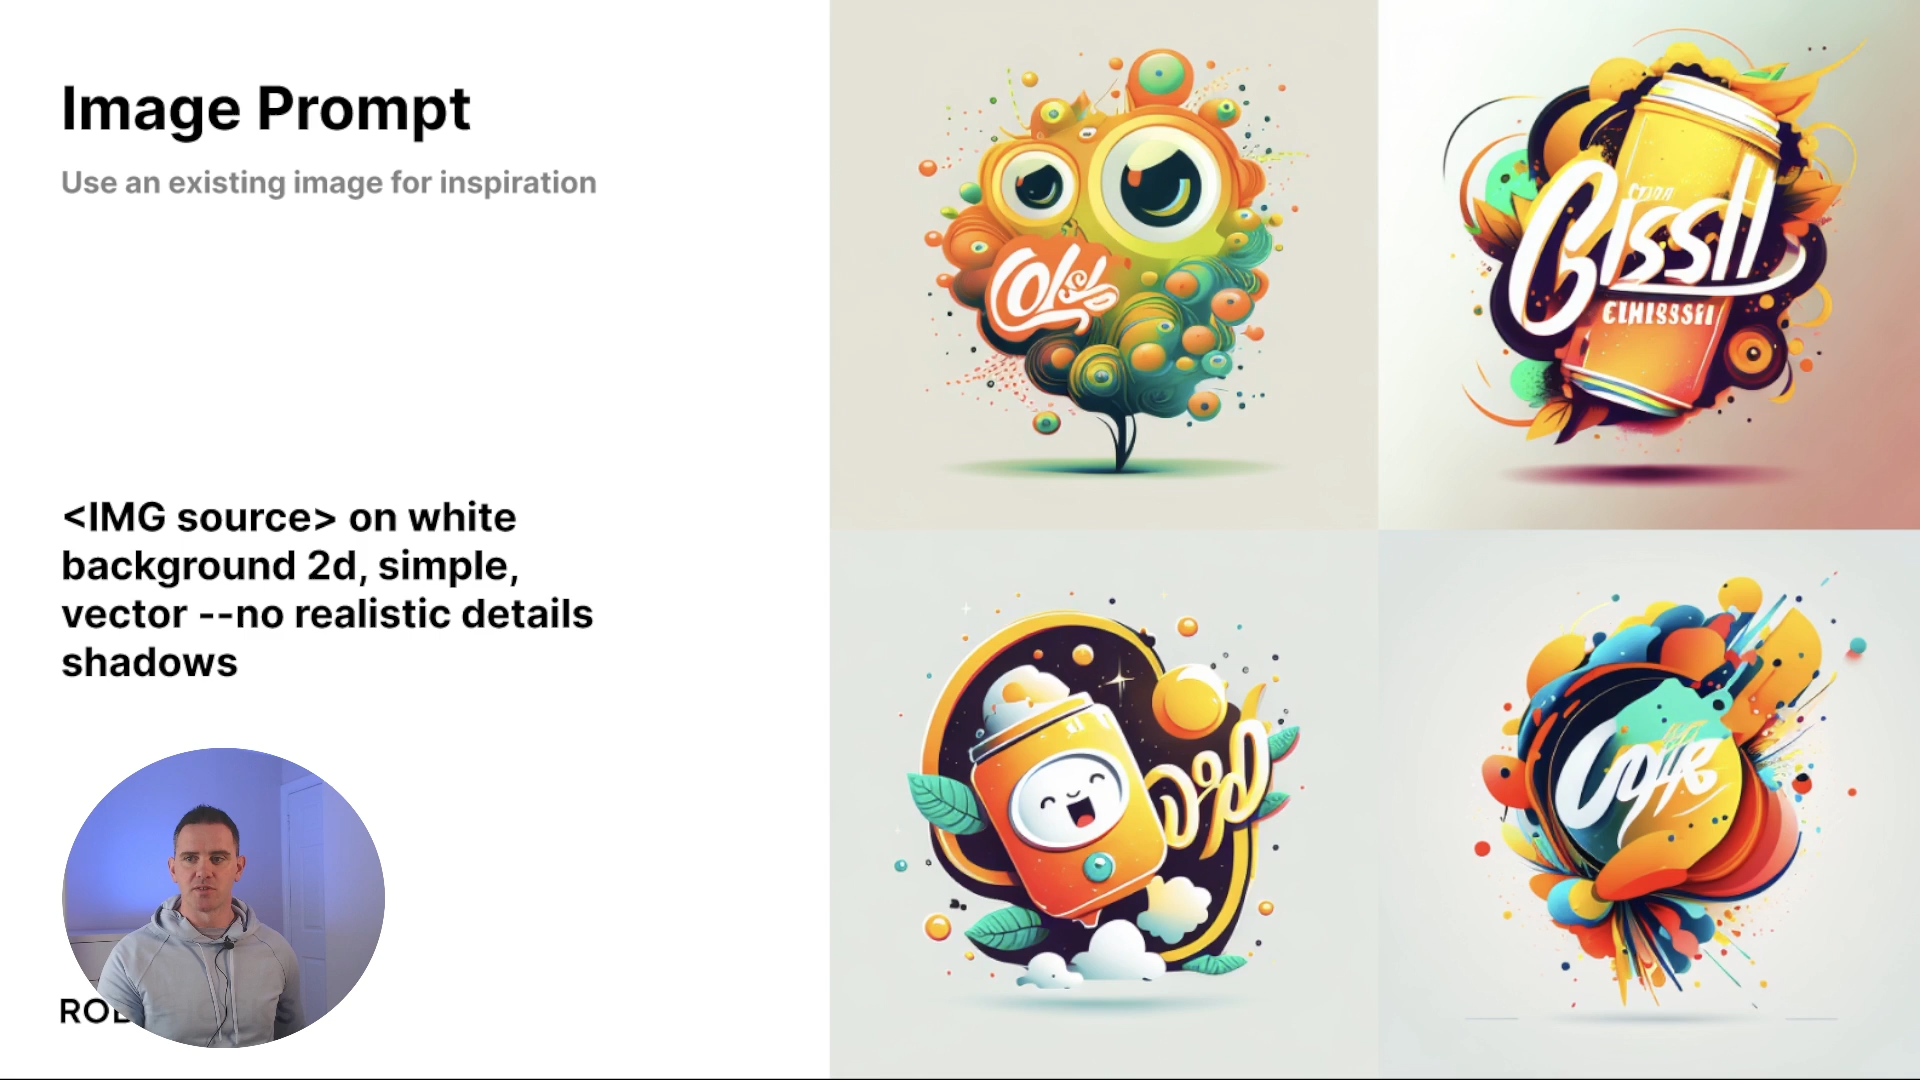 Image Prompt
Use an existing image for inspiration
<IMG source> on white
background 2d, simple,
vector --no realistic details
shadows